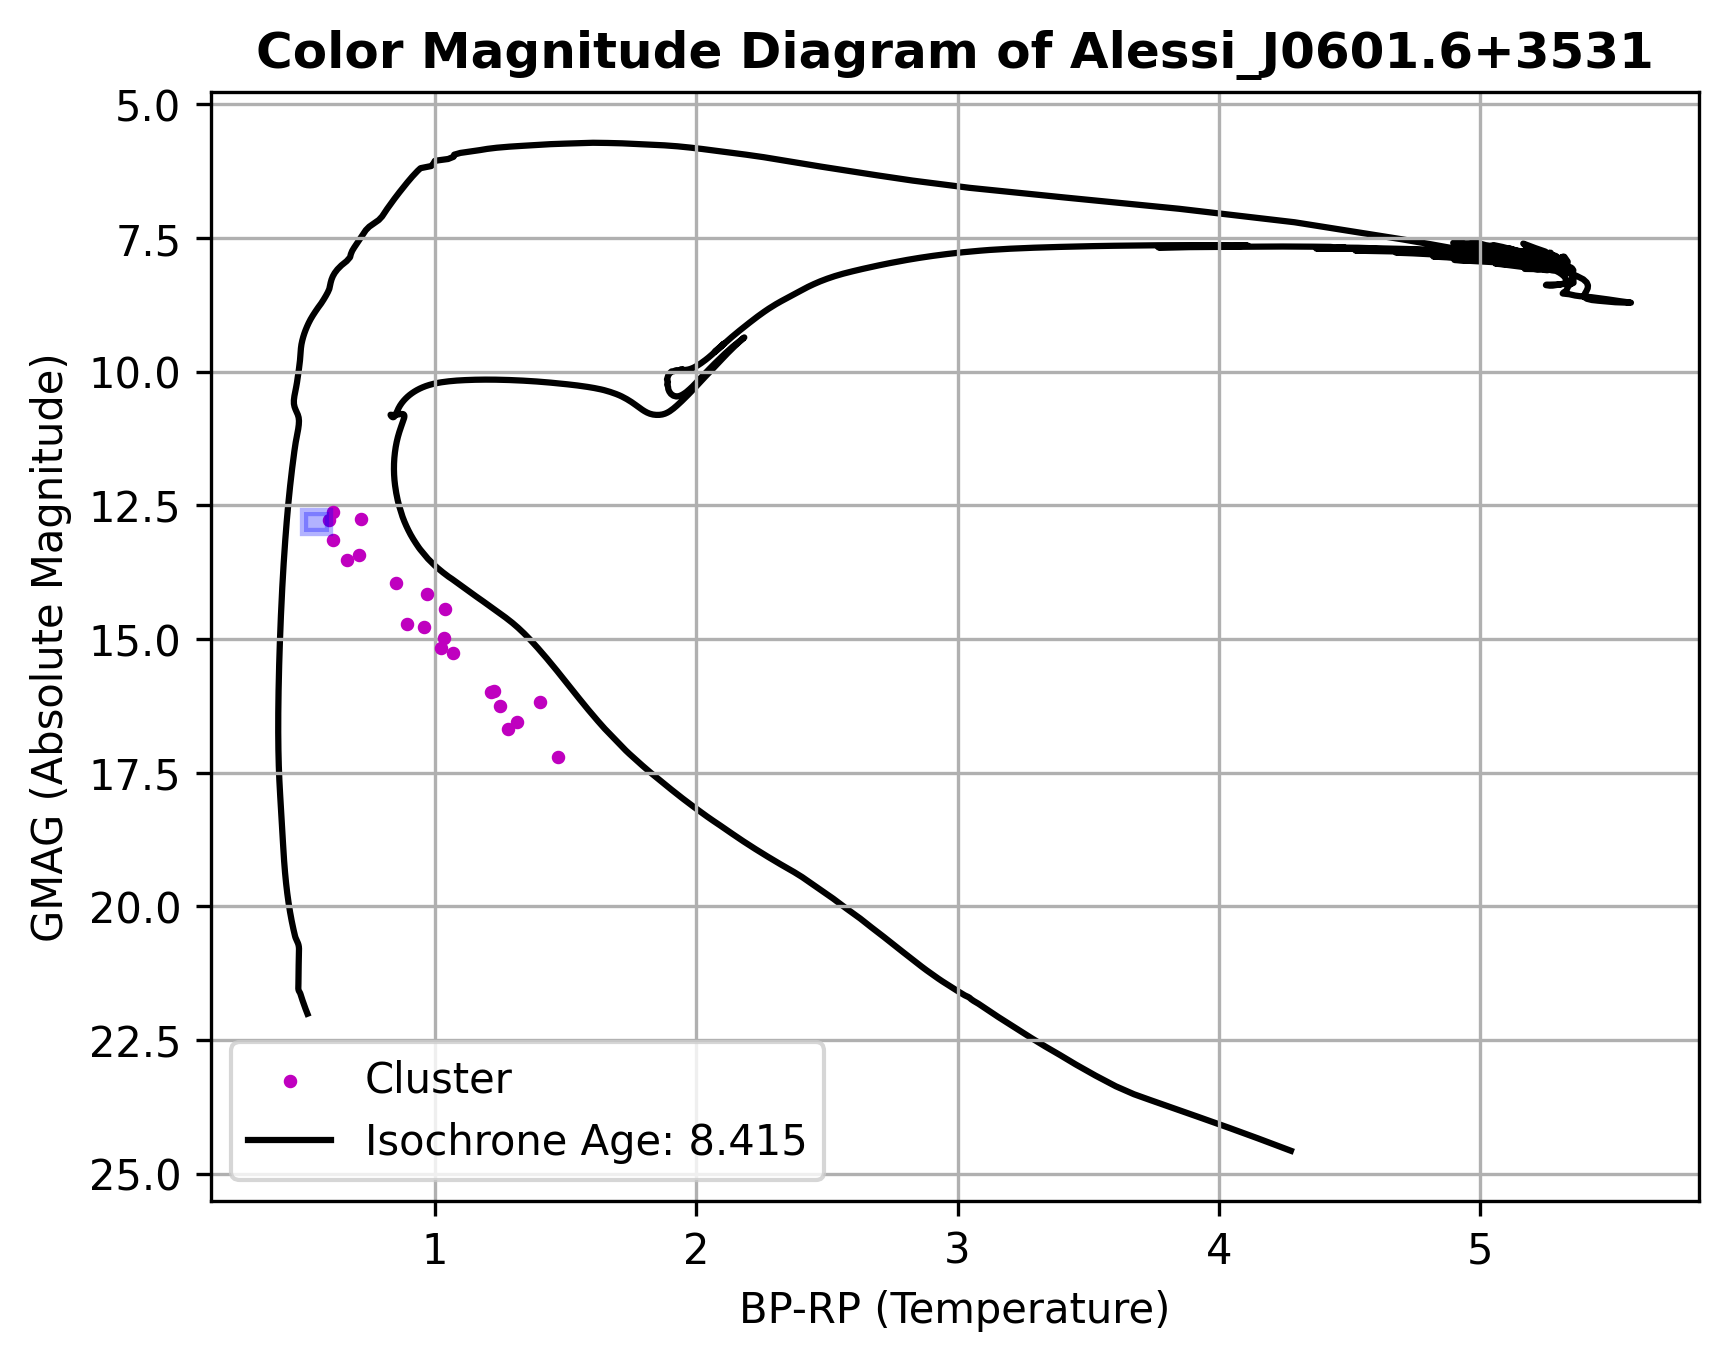 Color Magnitude Diagram of Alessi_J0601.6+3531
5.0
7.5
10.0
12.5
15.0
17.5
20.0
22.5
25.0
GMAG (Absolute Magnitude)
Cluster
Isochrone Age: 8.415
1
2
3
4
5
BP-RP (Temperature)